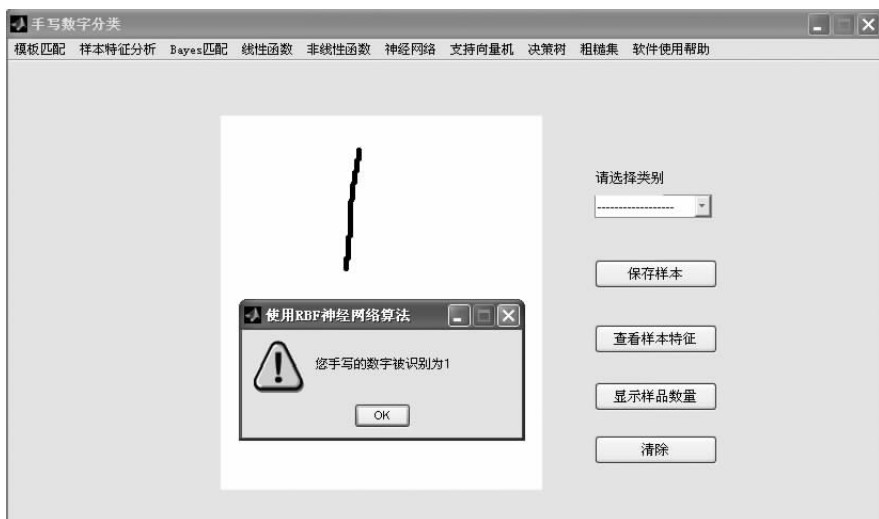 手写数字分类
模板匹配 样本特征分析 Bayes匹配 线性函数 非线性函数 神经网络 支持向量机 决策树 粗糙集 软件使用帮助
请选择类别
------------------
保存样本
使用RBF神经网络算法
查看样本特征
您手写的数字被识别为1
显示样品数量
OK
清除